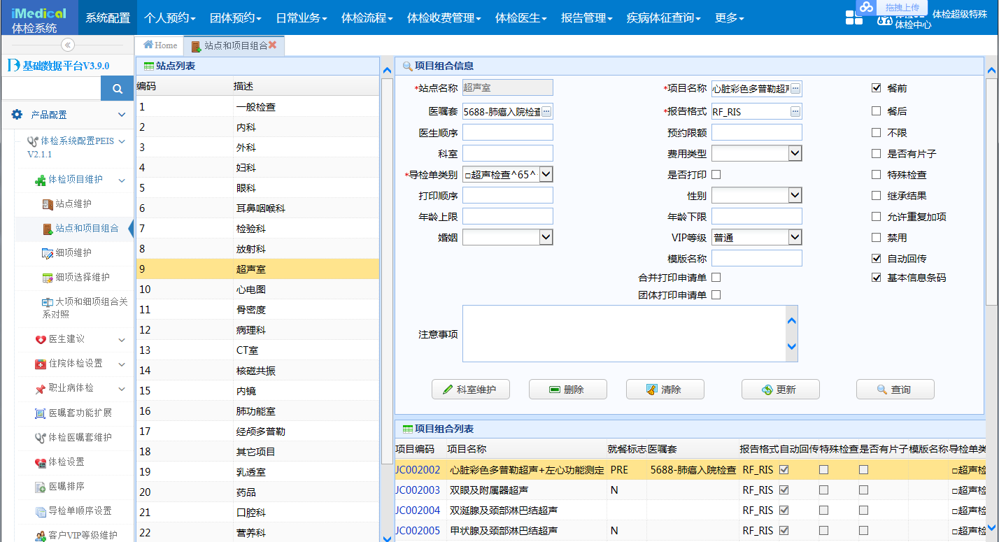 iMedical
体检系统
系统配置
个人预约
团体预约
日常业务
体检流程
体检收费管理
体检医生
报告管理
疾病体征查询
更多
拖拽上传
体检中心
体检超级特殊
Home
站点和项目组合
基础数据平台V3.9.0
产品配置
体检系统配置PEIS
V2.1.1
体检项目维护
站点维护
站点和项目组合
细项维护
细项选择维护
大项和细项组合关
系对照
医生建议
住院体检设置
职业病体检
医嘱套功能扩展
体检医嘱套维护
体检设置
医嘱排序
导检单顺序设置
客户VIP等级维护
站点列表
编码 描述
1 一般检查
2 内科
3 外科
4 妇科
5 眼科
6 耳鼻咽喉科
7 检验科
8 放射科
9 超声室
10 心电图
11 骨密度
12 病理科
13 CT室
14 核磁共振
15 内镜
16 肺功能室
17 经颅多普勒
18 其它项目
19 乳透室
20 药品
21 口腔科
22 营养科
项目组合信息
*站点名称 超声室 *项目名称 心脏彩色多普勒超声 餐前
医嘱套 5688-肺癌入院检查 *报告格式 RF_RIS 餐后
医生顺序 预约限额 不限
科室 费用类型 是否有片子
*导检单类别 □超声检查^65^ 是否打印 特殊检查
打印顺序 性别 继承结果
年龄上限 年龄下限 允许重复加项
婚姻 VIP等级 普通 禁用
模版名称 自动回传
合并打印申请单 基本信息条码
团体打印申请单
注意事项
科室维护 删除 清除 更新 查询
项目组合列表
项目编码 项目名称 就餐标志 医嘱套 报告格式 自动回传 特殊检查 是否有片子 模版名称 导检单类
JC002002 心脏彩色多普勒超声+左心功能测定 PRE 5688-肺癌入院检查 RF_RIS □超声检
JC002003 双眼及附属器超声 N RF_RIS □超声检
JC002004 双涎腺及颈部淋巴结超声 RF_RIS □超声检
JC002005 甲状腺及颈部淋巴结超声 N RF_RIS □超声检